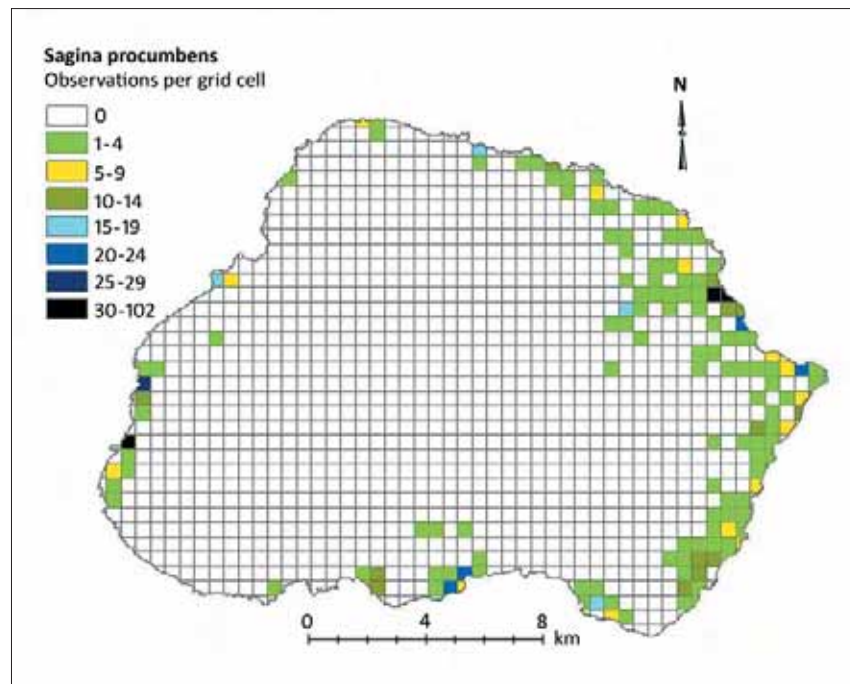 Sagina procumbens
Observations per grid cell
0
1-4
5-9
10-14
15-19
20-24
25-29
30-102
N
0 4 8
km